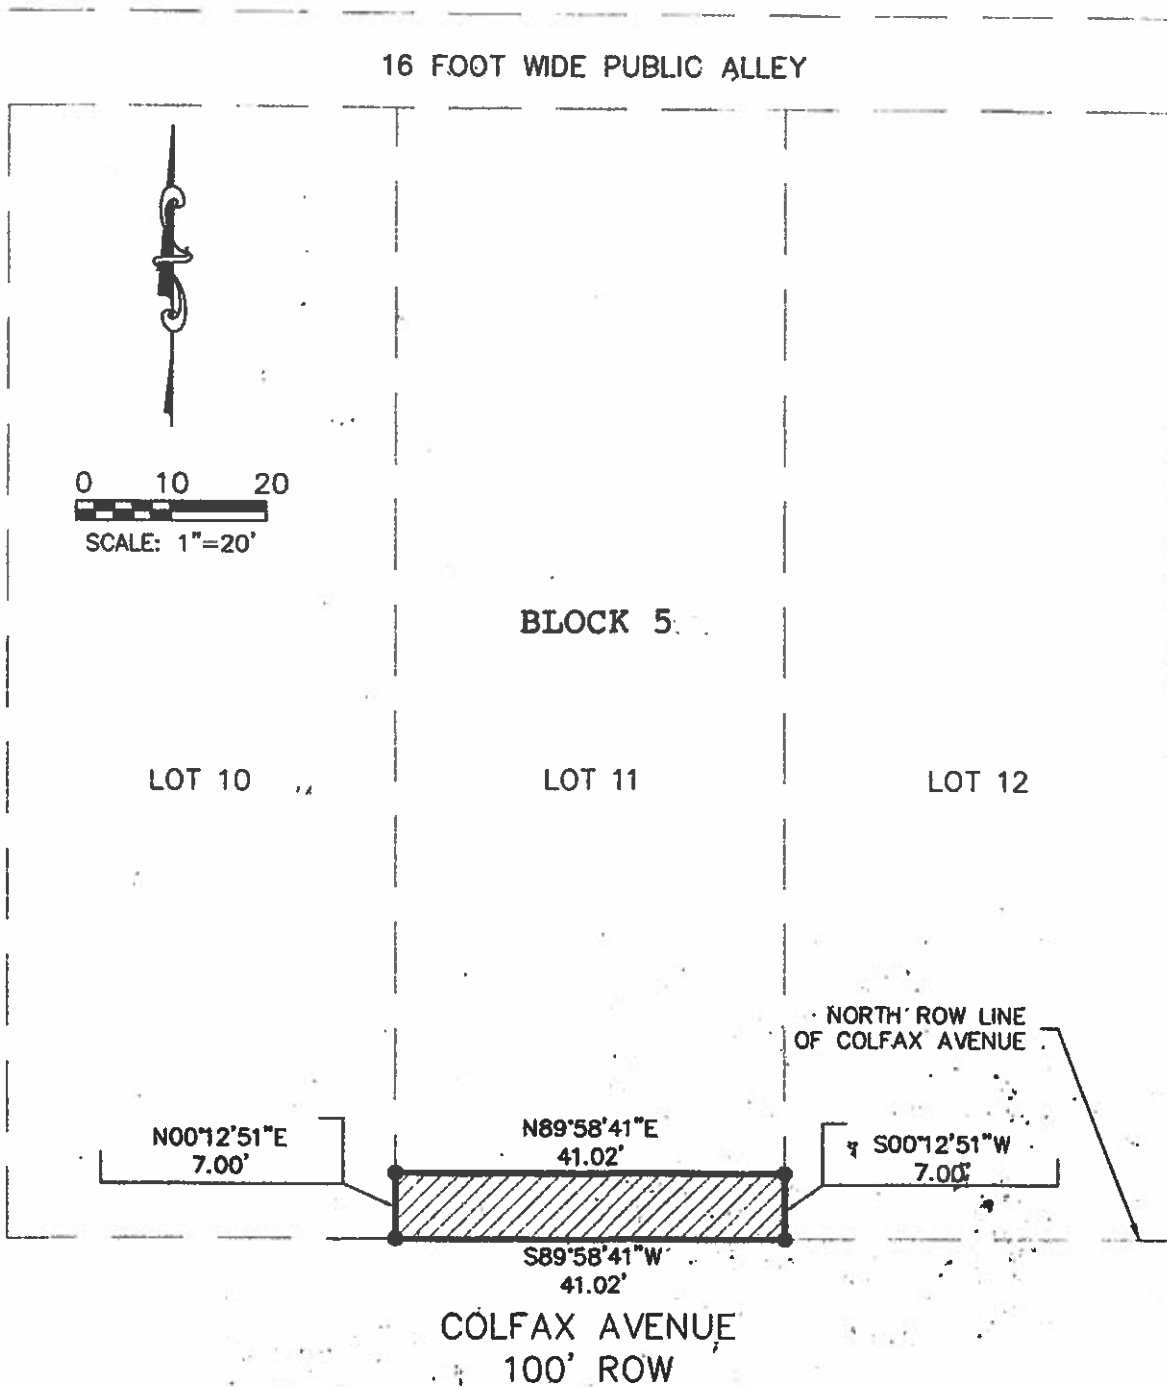 16 FOOT WIDE PUBLIC ALLEY
0 10 20
SCALE: 1"=20'
BLOCK 5
LOT 10
LOT 11
LOT 12
NORTH ROW LINE
OF COLFAX AVENUE
N00°12'51"E
7.00'
N89°58'41"E
41.02'
S00°12'51"W
7.00'
S89°58'41"W
41.02'
COLFAX AVENUE
100' ROW